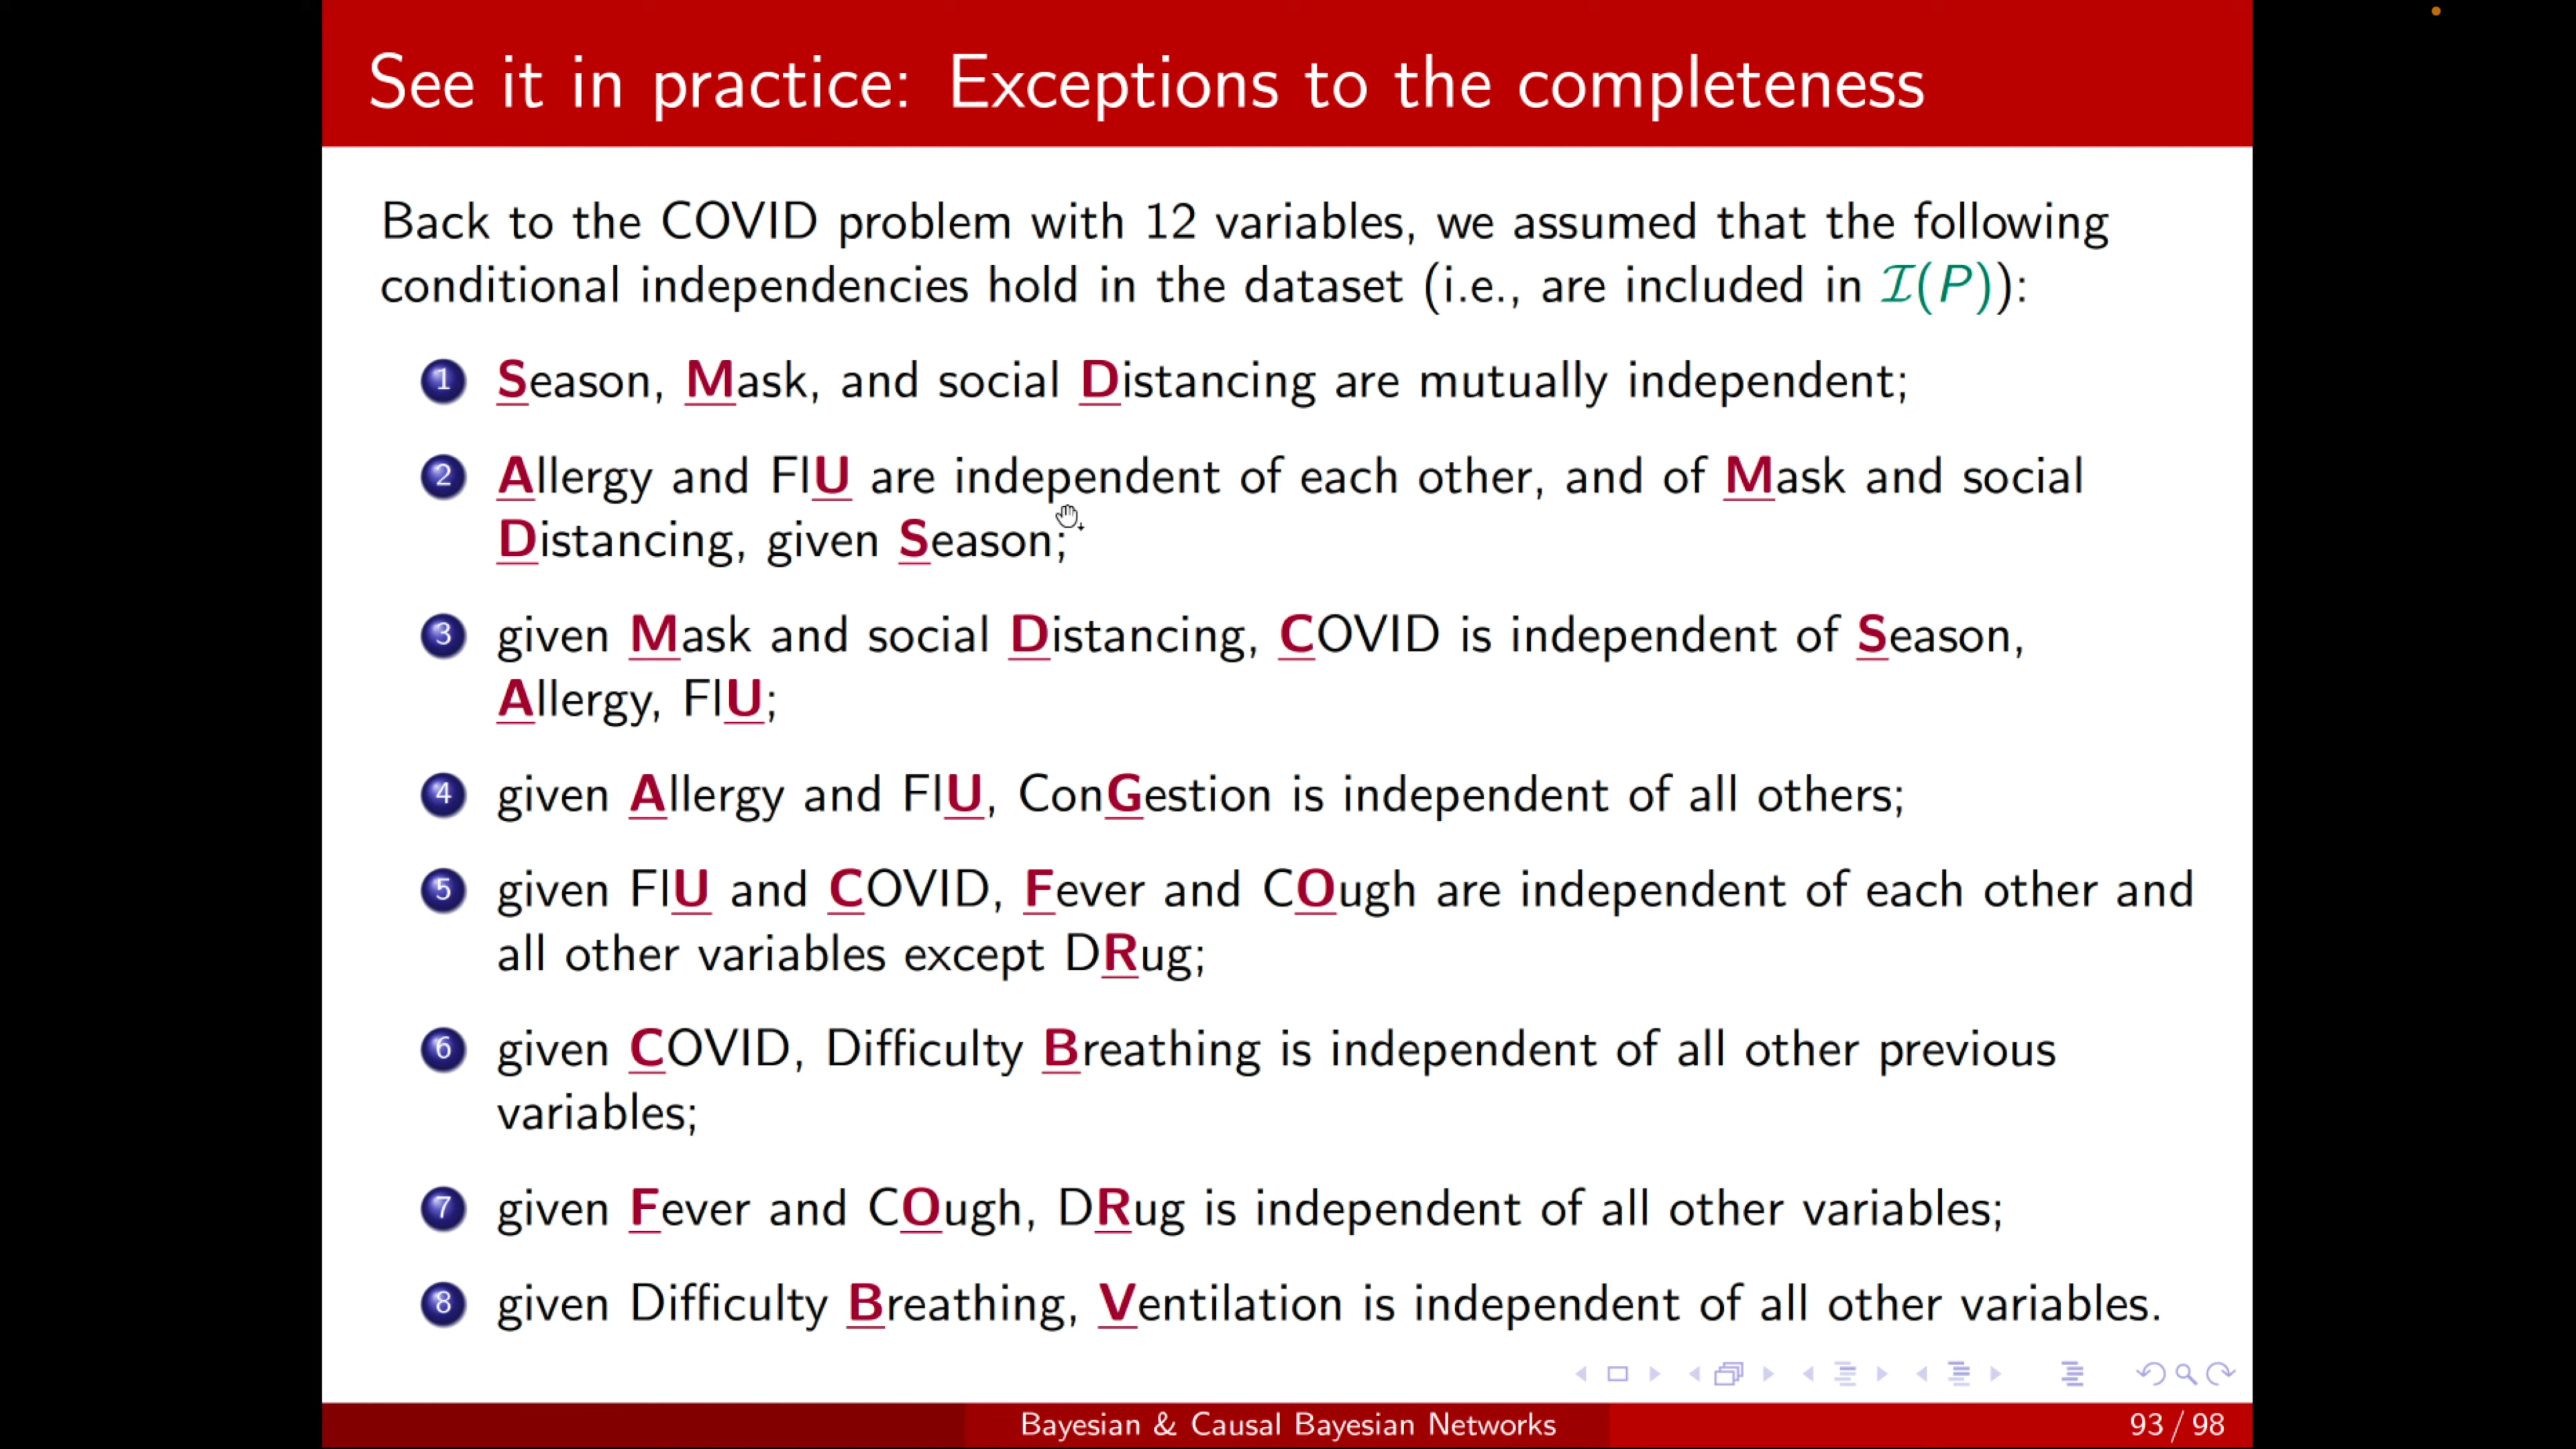 See it in practice: Exceptions to the completeness
Back to the COVID problem with 12 variables, we assumed that the following
conditional independencies hold in the dataset (i.e., are included in 𝓘(P)):
1 Season, Mask, and social Distancing are mutually independent;
2 Allergy and FlU are independent of each other, and of Mask and social
Distancing, given Season;
3 given Mask and social Distancing, COVID is independent of Season,
Allergy, FlU;
4 given Allergy and FlU, ConGestion is independent of all others;
5 given FlU and COVID, Fever and COugh are independent of each other and
all other variables except DRug;
6 given COVID, Difficulty Breathing is independent of all other previous
variables;
7 given Fever and COugh, DRug is independent of all other variables;
8 given Difficulty Breathing, Ventilation is independent of all other variables.
Bayesian & Causal Bayesian Networks
93 / 98